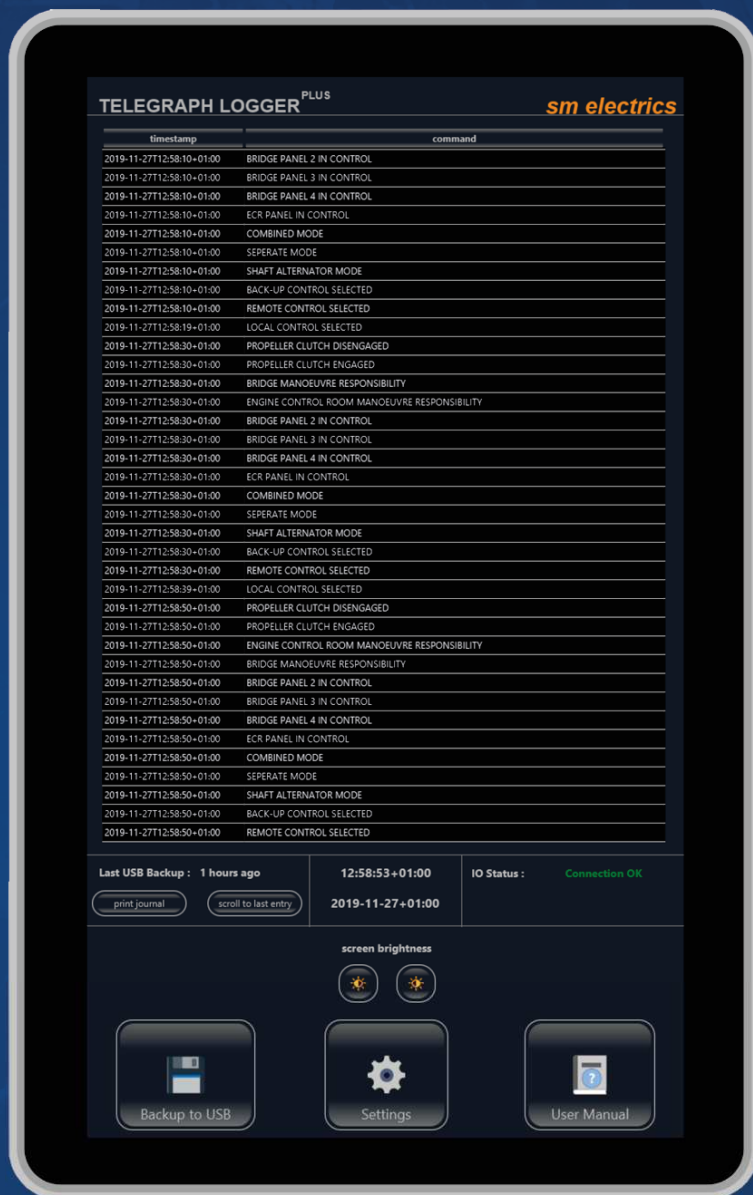 TELEGRAPH LOGGER PLUS
sm electrics
timestamp command
2019-11-27T12:58:10+01:00 BRIDGE PANEL 2 IN CONTROL
2019-11-27T12:58:10+01:00 BRIDGE PANEL 3 IN CONTROL
2019-11-27T12:58:10+01:00 BRIDGE PANEL 4 IN CONTROL
2019-11-27T12:58:10+01:00 ECR PANEL IN CONTROL
2019-11-27T12:58:10+01:00 COMBINED MODE
2019-11-27T12:58:10+01:00 SEPERATE MODE
2019-11-27T12:58:10+01:00 SHAFT ALTERNATOR MODE
2019-11-27T12:58:10+01:00 BACK-UP CONTROL SELECTED
2019-11-27T12:58:10+01:00 REMOTE CONTROL SELECTED
2019-11-27T12:58:19+01:00 LOCAL CONTROL SELECTED
2019-11-27T12:58:30+01:00 PROPELLER CLUTCH DISENGAGED
2019-11-27T12:58:30+01:00 PROPELLER CLUTCH ENGAGED
2019-11-27T12:58:30+01:00 BRIDGE MANOEUVRE RESPONSIBILITY
2019-11-27T12:58:30+01:00 ENGINE CONTROL ROOM MANOEUVRE RESPONSIBILITY
2019-11-27T12:58:30+01:00 BRIDGE PANEL 2 IN CONTROL
2019-11-27T12:58:30+01:00 BRIDGE PANEL 3 IN CONTROL
2019-11-27T12:58:30+01:00 BRIDGE PANEL 4 IN CONTROL
2019-11-27T12:58:30+01:00 ECR PANEL IN CONTROL
2019-11-27T12:58:30+01:00 COMBINED MODE
2019-11-27T12:58:30+01:00 SEPERATE MODE
2019-11-27T12:58:30+01:00 SHAFT ALTERNATOR MODE
2019-11-27T12:58:30+01:00 BACK-UP CONTROL SELECTED
2019-11-27T12:58:30+01:00 REMOTE CONTROL SELECTED
2019-11-27T12:58:39+01:00 LOCAL CONTROL SELECTED
2019-11-27T12:58:50+01:00 PROPELLER CLUTCH DISENGAGED
2019-11-27T12:58:50+01:00 PROPELLER CLUTCH ENGAGED
2019-11-27T12:58:50+01:00 ENGINE CONTROL ROOM MANOEUVRE RESPONSIBILITY
2019-11-27T12:58:50+01:00 BRIDGE MANOEUVRE RESPONSIBILITY
2019-11-27T12:58:50+01:00 BRIDGE PANEL 2 IN CONTROL
2019-11-27T12:58:50+01:00 BRIDGE PANEL 3 IN CONTROL
2019-11-27T12:58:50+01:00 BRIDGE PANEL 4 IN CONTROL
2019-11-27T12:58:50+01:00 ECR PANEL IN CONTROL
2019-11-27T12:58:50+01:00 COMBINED MODE
2019-11-27T12:58:50+01:00 SEPERATE MODE
2019-11-27T12:58:50+01:00 SHAFT ALTERNATOR MODE
2019-11-27T12:58:50+01:00 BACK-UP CONTROL SELECTED
2019-11-27T12:58:50+01:00 REMOTE CONTROL SELECTED
Last USB Backup : 1 hours ago
print journal scroll to last entry
12:58:53+01:00
2019-11-27+01:00
IO Status : Connection OK
screen brightness
Backup to USB
Settings
?
User Manual